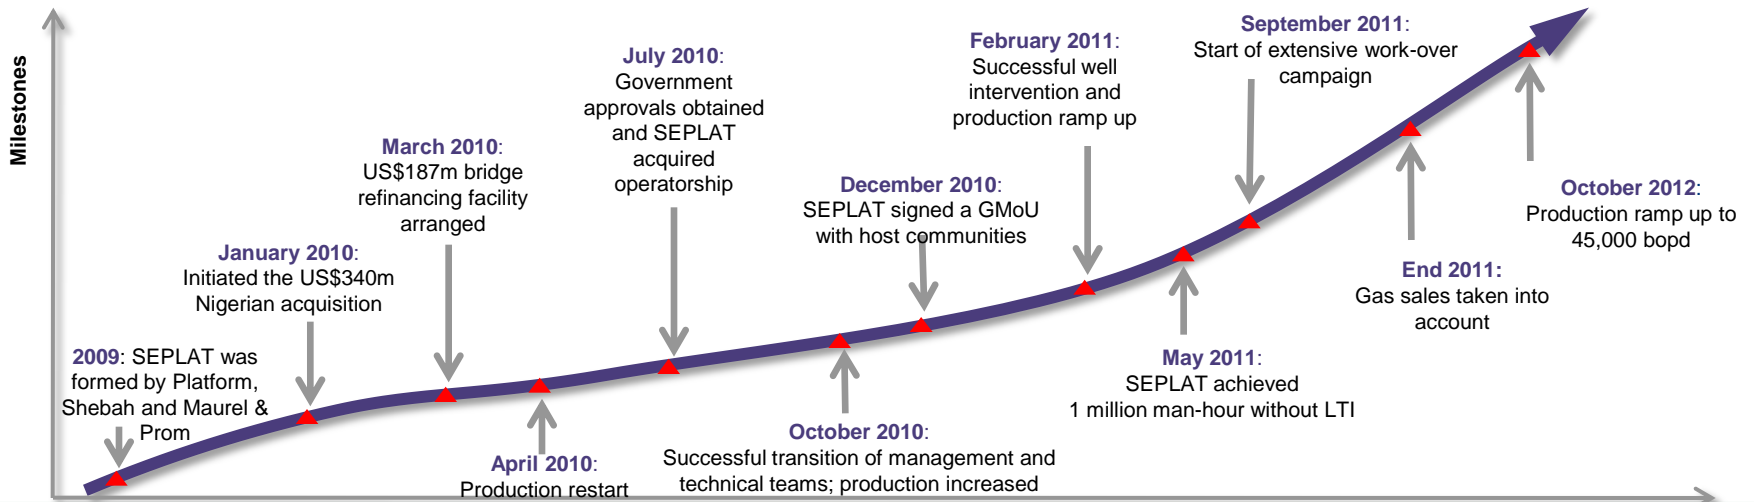 Milestones
2009: SEPLAT was
formed by Platform,
Shebah and Maurel &
Prom
January 2010:
Initiated the US$340m
Nigerian acquisition
March 2010:
US$187m bridge
refinancing facility
arranged
April 2010:
Production restart
July 2010:
Government
approvals obtained
and SEPLAT
acquired
operatorship
October 2010:
Successful transition of management and
technical teams; production increased
December 2010:
SEPLAT signed a GMoU
with host communities
February 2011:
Successful well
intervention and
production ramp up
May 2011:
SEPLAT achieved
1 million man-hour without LTI
September 2011:
Start of extensive work-over
campaign
End 2011:
Gas sales taken into
account
October 2012:
Production ramp up to
45,000 bopd